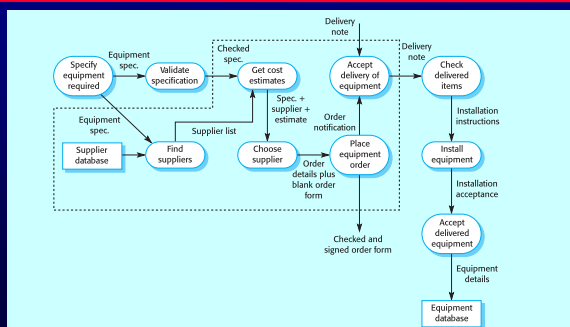 Delivery
note
Equipment
spec.
Checked
spec.
Delivery
note
Specify
equipment
required
Validate
specification
Get cost
estimates
Accept
delivery of
equipment
Check
delivered
items
Equipment
spec.
Supplier list
Spec. +
supplier +
estimate
Order
notification
Installation
instructions
Supplier
database
Find
suppliers
Choose
supplier
Order
details plus
blank order
form
Place
equipment
order
Install
equipment
Installation
acceptance
Checked and
signed order form
Accept
delivered
equipment
Equipment
details
Equipment
database